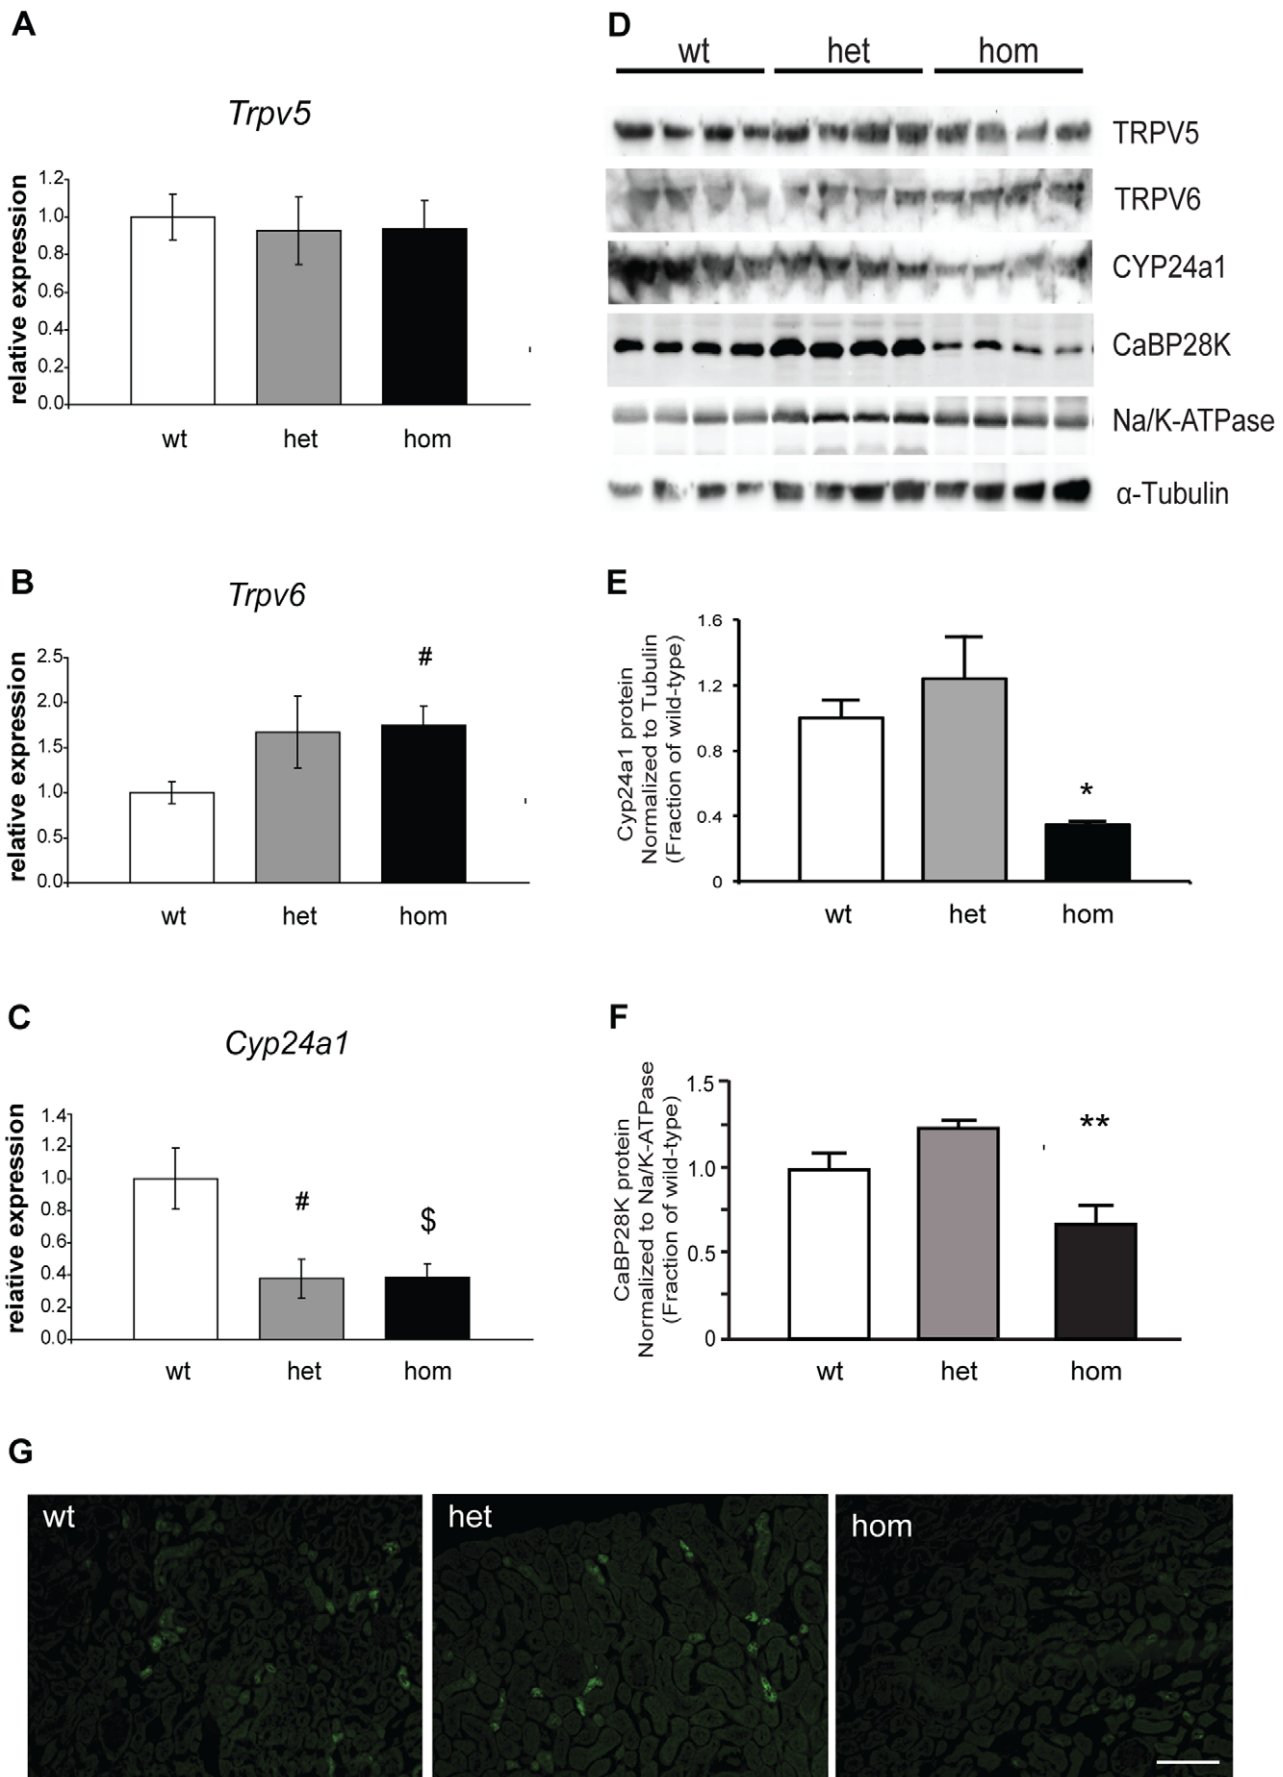 A
Trpv5
relative expression
1.2
1.0
0.8
0.6
0.4
0.2
0.0
wt het hom
B
Trpv6
relative expression
2.5
2.0
1.5
1.0
0.5
0.0
#
wt het hom
C
Cyp24a1
relative expression
1.4
1.2
1.0
0.8
0.6
0.4
0.2
0.0
# $
wt het hom
D
wt het hom
TRPV5
TRPV6
CYP24a1
CaBP28K
Na/K-ATPase
α-Tubulin
E
Cyp24a1 protein
Normalized to Tubulin
(Fraction of wild-type)
1.6
1.2
0.8
0.4
0
*
wt het hom
F
CaBP28K protein
Normalized to Na/K-ATPase
(Fraction of wild-type)
1.5
1.0
0.5
0
**
wt het hom
G
wt het hom